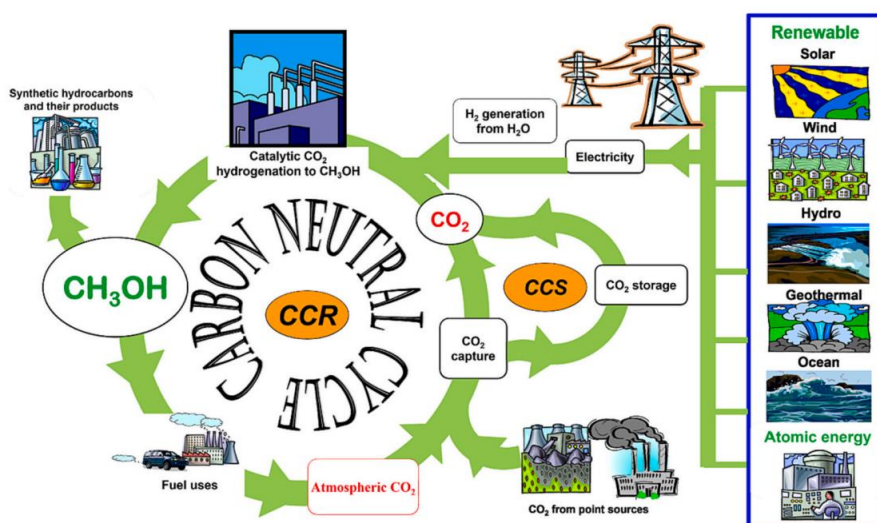 Renewable
Solar
Wind
Hydro
Geothermal
Ocean
Atomic energy
Synthetic hydrocarbons
and their products
Catalytic CO₂
hydrogenation to CH₃OH
H₂ generation
from H₂O
Electricity
CO₂
CH₃OH
CARBON NEUTRAL CYCLE
CCR
CCS
CO₂ storage
CO₂
capture
Fuel uses
Atmospheric CO₂
CO₂ from point sources